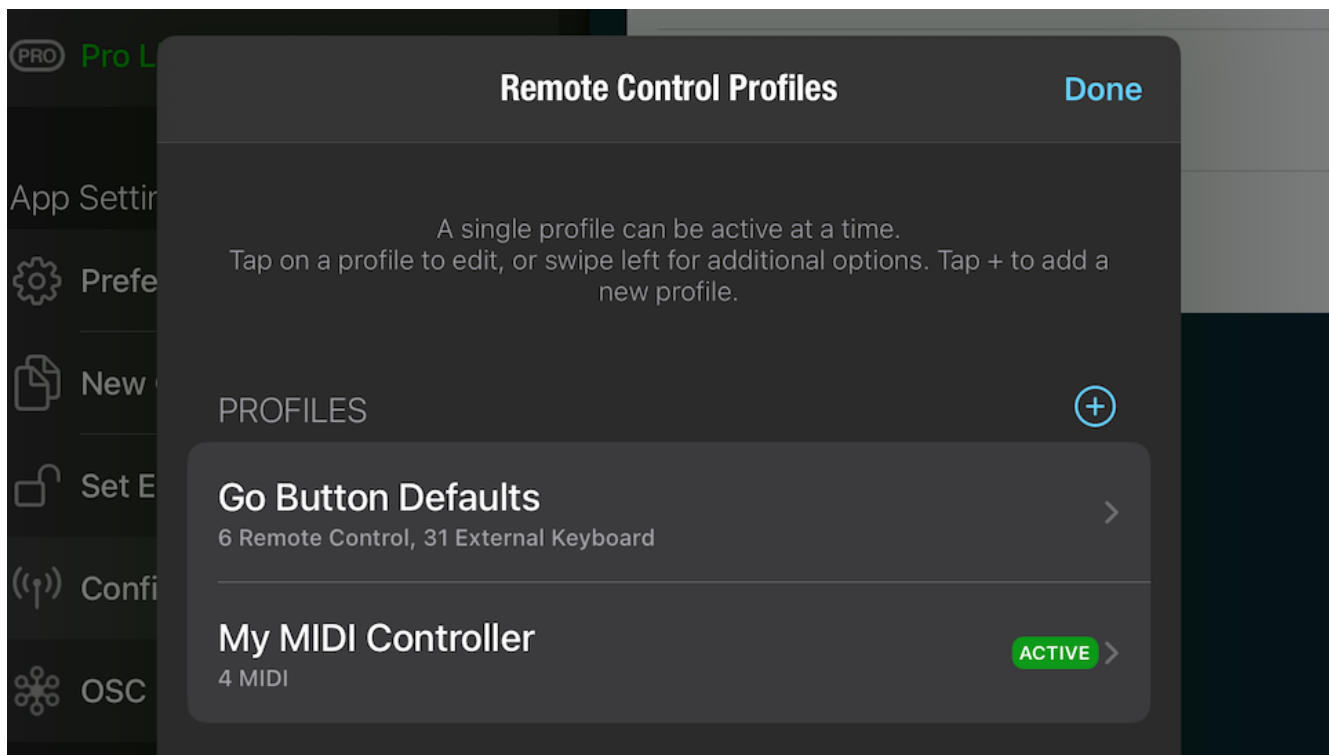 PRO Pro L
Remote Control Profiles
Done
App Settin
A single profile can be active at a time.
Tap on a profile to edit, or swipe left for additional options. Tap + to add a
new profile.
Prefe
New
PROFILES
Set E
Go Button Defaults
6 Remote Control, 31 External Keyboard
Confi
My MIDI Controller
ACTIVE
4 MIDI
OSC